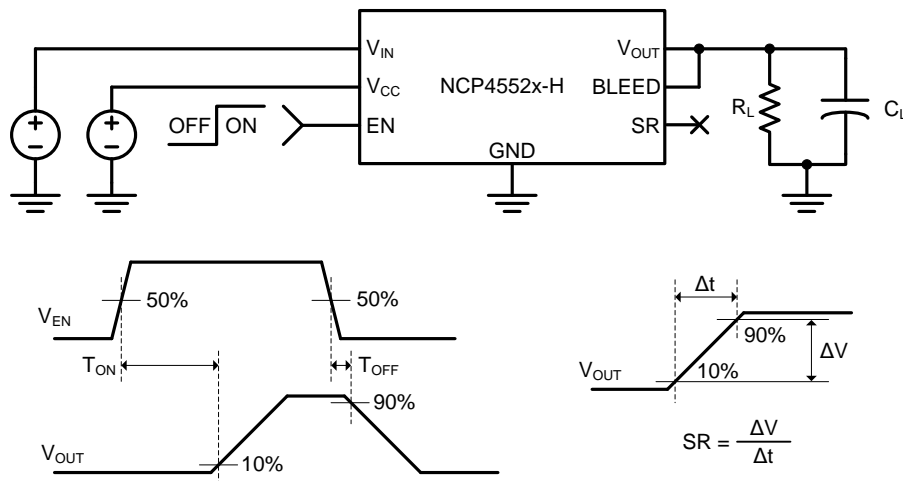 V_IN
V_OUT
V_CC
NCP4552x-H
BLEED
R_L
C_L
OFF
ON
EN
SR
GND
+
−
+
−
V_EN
50%
50%
T_ON
T_OFF
V_OUT
10%
90%
Δt
90%
ΔV
V_OUT
10%
SR = ΔV
Δt